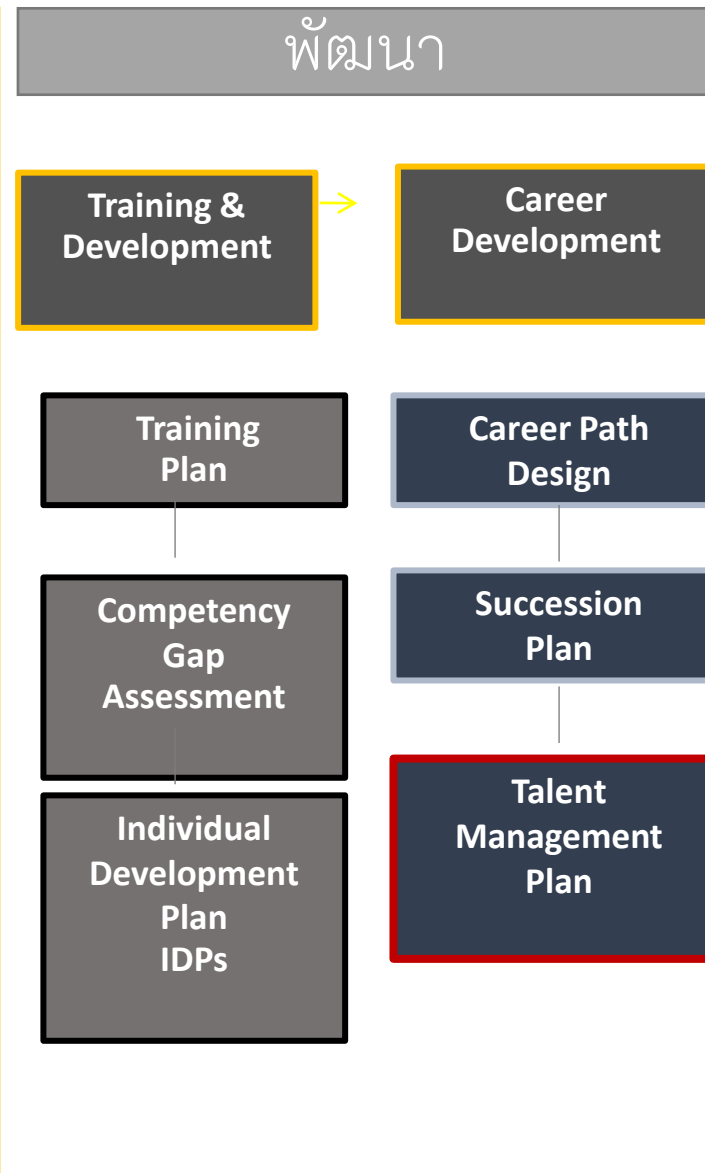 พัฒนา
Training &
Development
Career
Development
Training
Plan
Competency
Gap
Assessment
Individual
Development
Plan
IDPs
Career Path
Design
Succession
Plan
Talent
Management
Plan